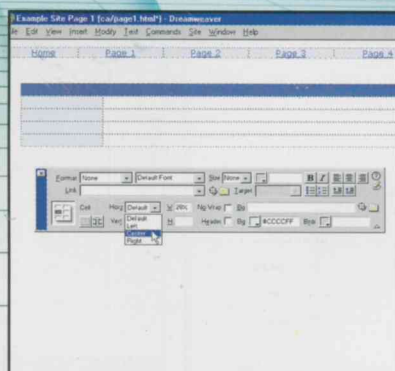 Example Site Page 1 (ca/page1.html*) - Dreamweaver
File Edit View Insert Modify Text Commands Site Window Help
Home Page 1 Page 2 Page 3 Page 4
Format None Default Font Size None B I
Link Target
Cell Horz Default W 20% No Wrap Bg
Vert H Header Bg #CCCCFF Brdr
Default
Left
Center
Right